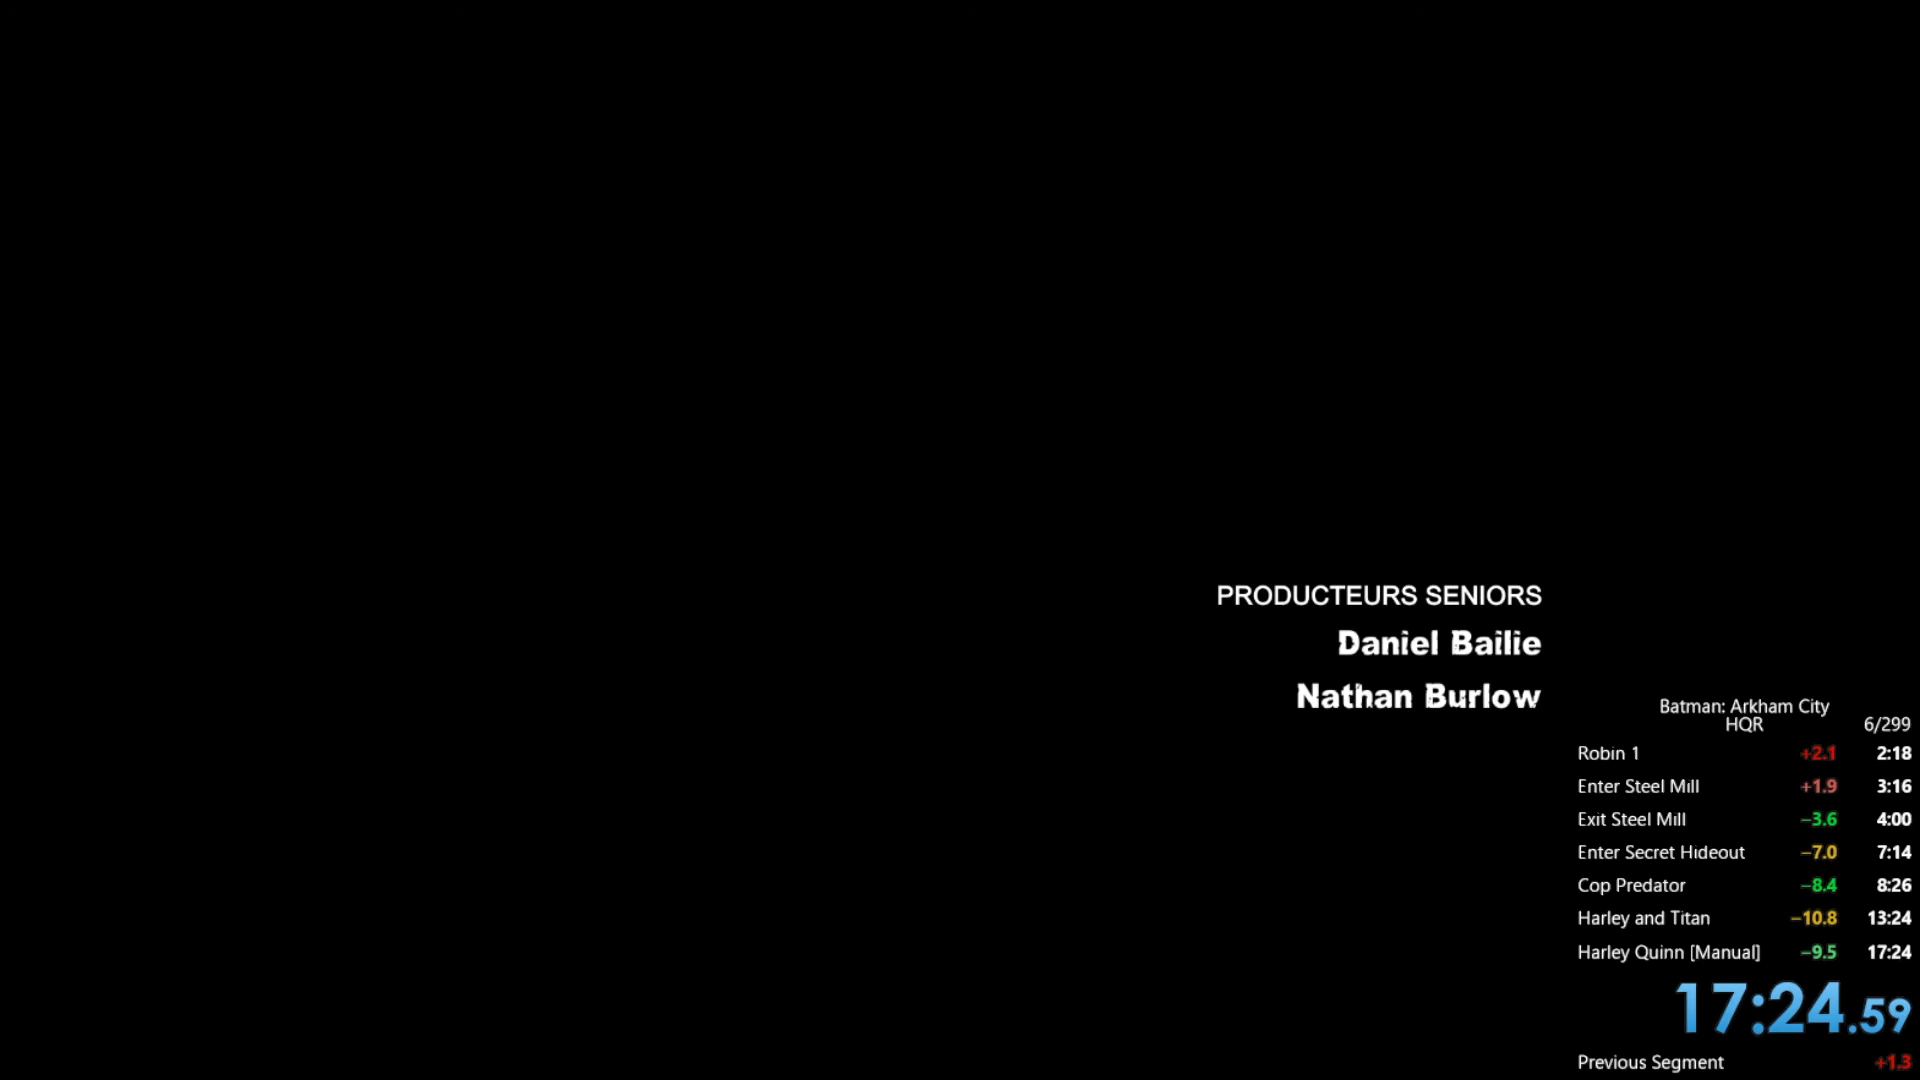 PRODUCTEURS SENIORS
Daniel Bailie
Nathan Burlow
Batman: Arkham City
HQR 6/299
Robin 1 +2.1 2:18
Enter Steel Mill +1.9 3:16
Exit Steel Mill −3.6 4:00
Enter Secret Hideout −7.0 7:14
Cop Predator −8.4 8:26
Harley and Titan −10.8 13:24
Harley Quinn [Manual] −9.5 17:24
17:24.59
Previous Segment +1.3